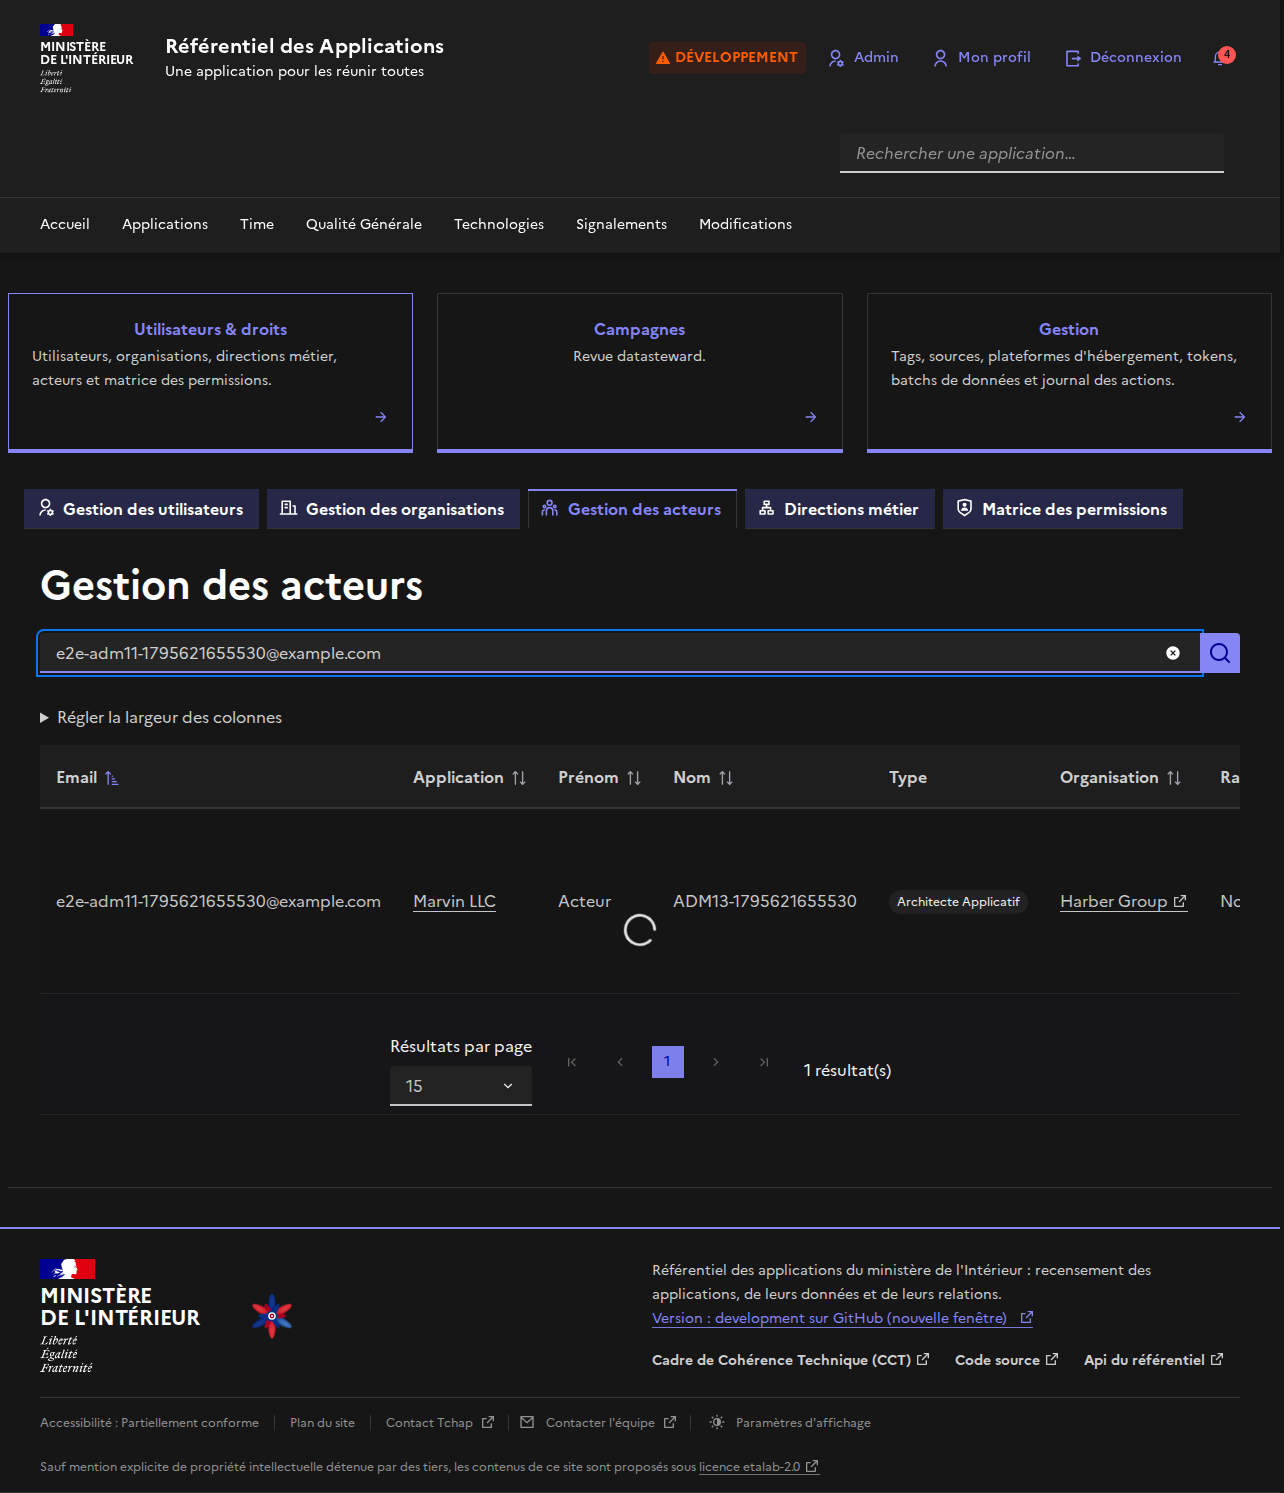 MINISTÈRE
DE L'INTÉRIEUR
Liberté
Égalité
Fraternité
Référentiel des Applications
Une application pour les réunir toutes
DÉVELOPPEMENT
Admin
Mon profil
Déconnexion
4
Rechercher une application...
Accueil
Applications
Time
Qualité Générale
Technologies
Signalements
Modifications
Utilisateurs & droits
Utilisateurs, organisations, directions métier,
acteurs et matrice des permissions.
Campagnes
Revue datasteward.
Gestion
Tags, sources, plateformes d'hébergement, tokens,
batchs de données et journal des actions.
Gestion des utilisateurs
Gestion des organisations
Gestion des acteurs
Directions métier
Matrice des permissions
Gestion des acteurs
e2e-adm11-1795621655530@example.com
Régler la largeur des colonnes
Email
Application
Prénom
Nom
Type
Organisation
Ra
e2e-adm11-1795621655530@example.com
Marvin LLC
Acteur
ADM13-1795621655530
Architecte Applicatif
Harber Group
No
Résultats par page
15
1
1 résultat(s)
MINISTÈRE
DE L'INTÉRIEUR
Liberté
Égalité
Fraternité
Référentiel des applications du ministère de l'Intérieur : recensement des
applications, de leurs données et de leurs relations.
Version : development sur GitHub (nouvelle fenêtre)
Cadre de Cohérence Technique (CCT)
Code source
Api du référentiel
Accessibilité : Partiellement conforme
Plan du site
Contact Tchap
Contacter l'équipe
Paramètres d'affichage
Sauf mention explicite de propriété intellectuelle détenue par des tiers, les contenus de ce site sont proposés sous licence etalab-2.0